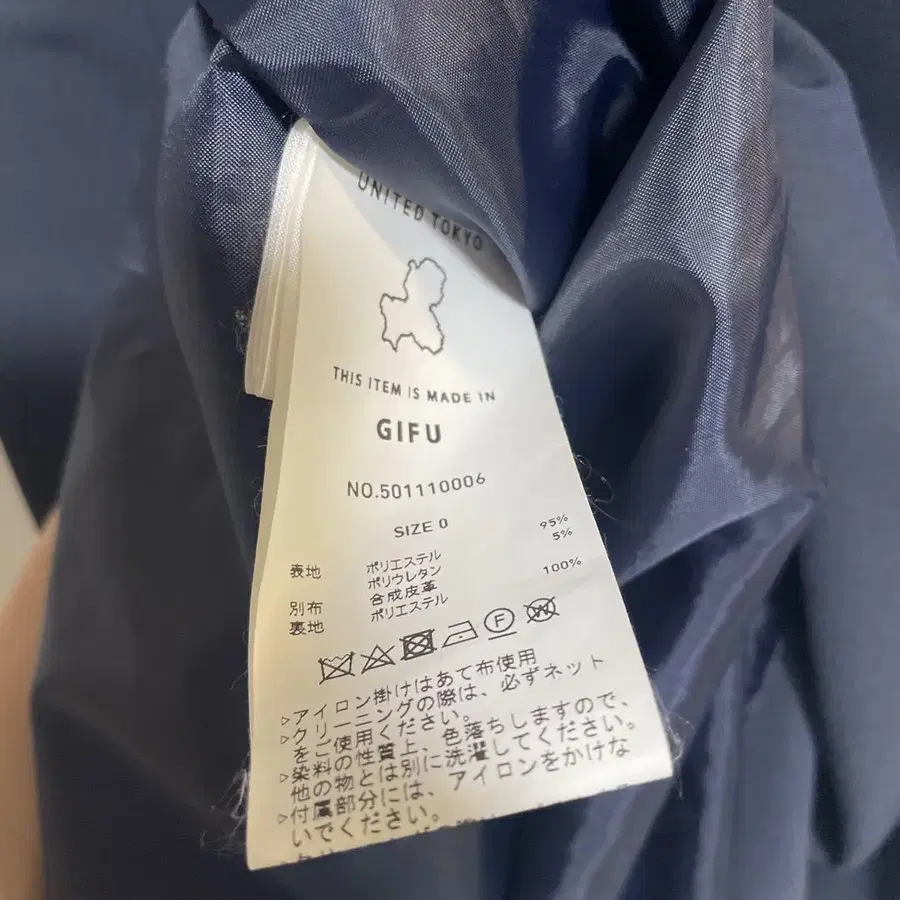 UNITED TOKYO
THIS ITEM IS MADE IN
GIFU
NO.501110006
SIZE 0
表地 ポリエステル 95%
ポリウレタン 5%
別布 合成皮革
裏地 ポリエステル 100%
F
W
▷アイロン掛けはあて布使用
▷クリーニングの際は、必ずネット
をご使用ください。
▷染料の性質上、色落ちしますので、
他の物とは別に洗濯してください。
▷付属部分には、アイロンをかけな
いでください。